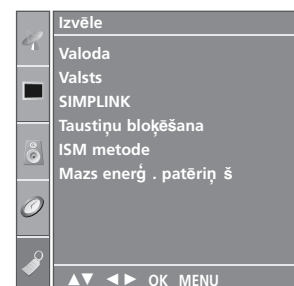 Izvēle
Valoda
Valsts
SIMPLINK
Taustiņu bloķēšana
ISM metode
Mazs enerģ . patēriņ š
▲▼ ◄► OK MENU